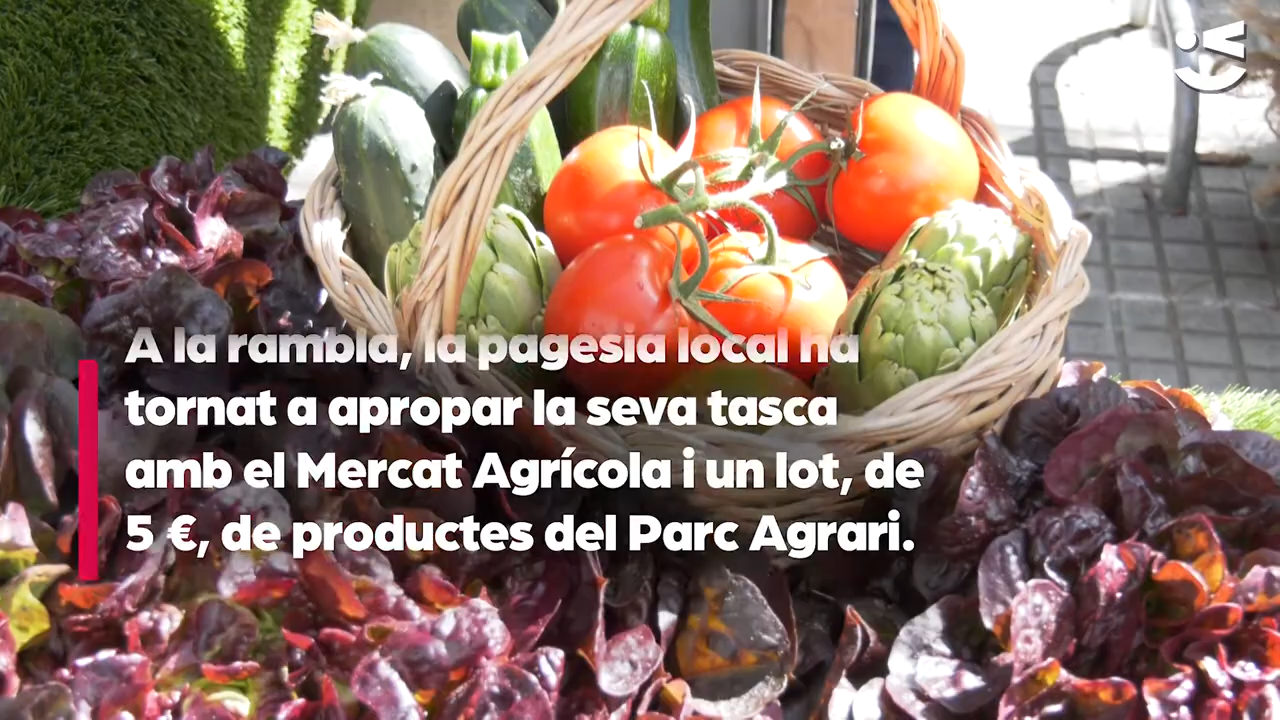 A la rambla, la pagesia local ha
tornat a apropar la seva tasca
amb el Mercat Agrícola i un lot, de
5 €, de productes del Parc Agrari.